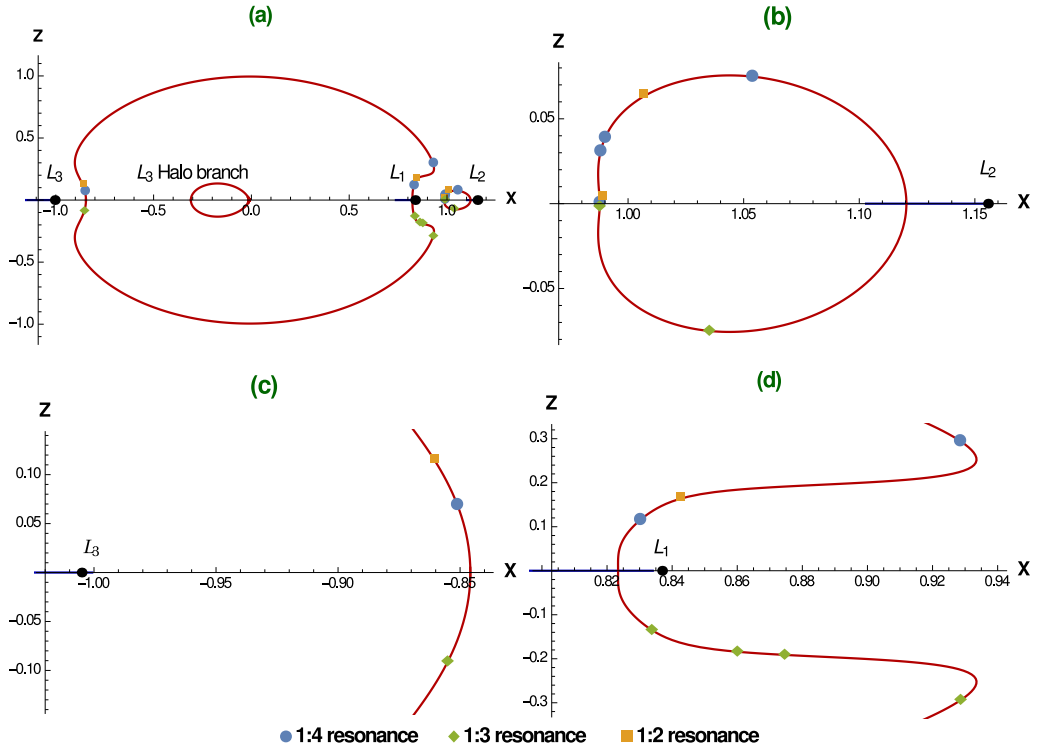 (a)
Z
1.0
0.5
L3 L3 Halo branch L1 L2
-1.0 -0.5 0.0 0.5 1.0 X
-0.5
-1.0
(b)
Z
0.05
L2
1.00 1.05 1.10 1.15 X
-0.05
(c)
Z
0.10
0.05
L3
-1.00 -0.95 -0.90 -0.85 X
-0.05
-0.10
(d)
Z
0.3
0.2
0.1
L1
0.82 0.84 0.86 0.88 0.90 0.92 0.94 X
-0.1
-0.2
-0.3
1:4 resonance 1:3 resonance 1:2 resonance